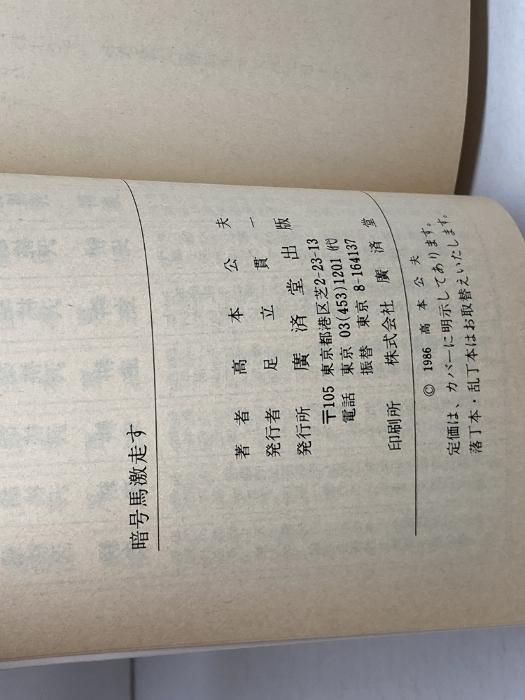 暗号馬激走す
著者 高本公夫
発行者 足立貫一
発行所 廣済堂出版
〒105 東京都港区芝2-23-13
電話 東京 03(453)1201 (代)
振替 東京 8-164137
印刷所 株式会社 廣済堂
© 1986 高本公夫
定価は、カバーに明示してあります。
落丁本・乱丁本はお取替えいたします。